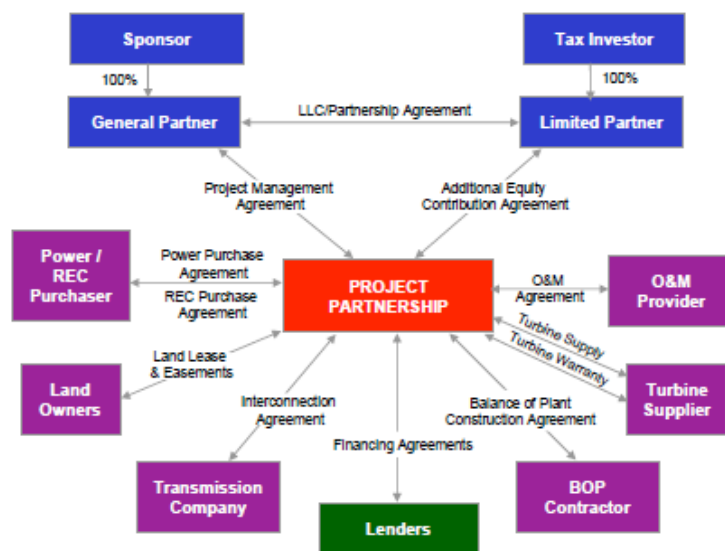 Sponsor
Tax Investor
100%
100%
General Partner
LLC/Partnership Agreement
Limited Partner
Project Management
Agreement
Additional Equity
Contribution Agreement
Power /
REC
Purchaser
Power Purchase
Agreement
REC Purchase
Agreement
PROJECT
PARTNERSHIP
O&M
Agreement
O&M
Provider
Turbine Supply
Turbine Warranty
Land
Owners
Land Lease
& Easements
Turbine
Supplier
Interconnection
Agreement
Balance of Plant
Construction Agreement
Financing Agreements
Transmission
Company
Lenders
BOP
Contractor